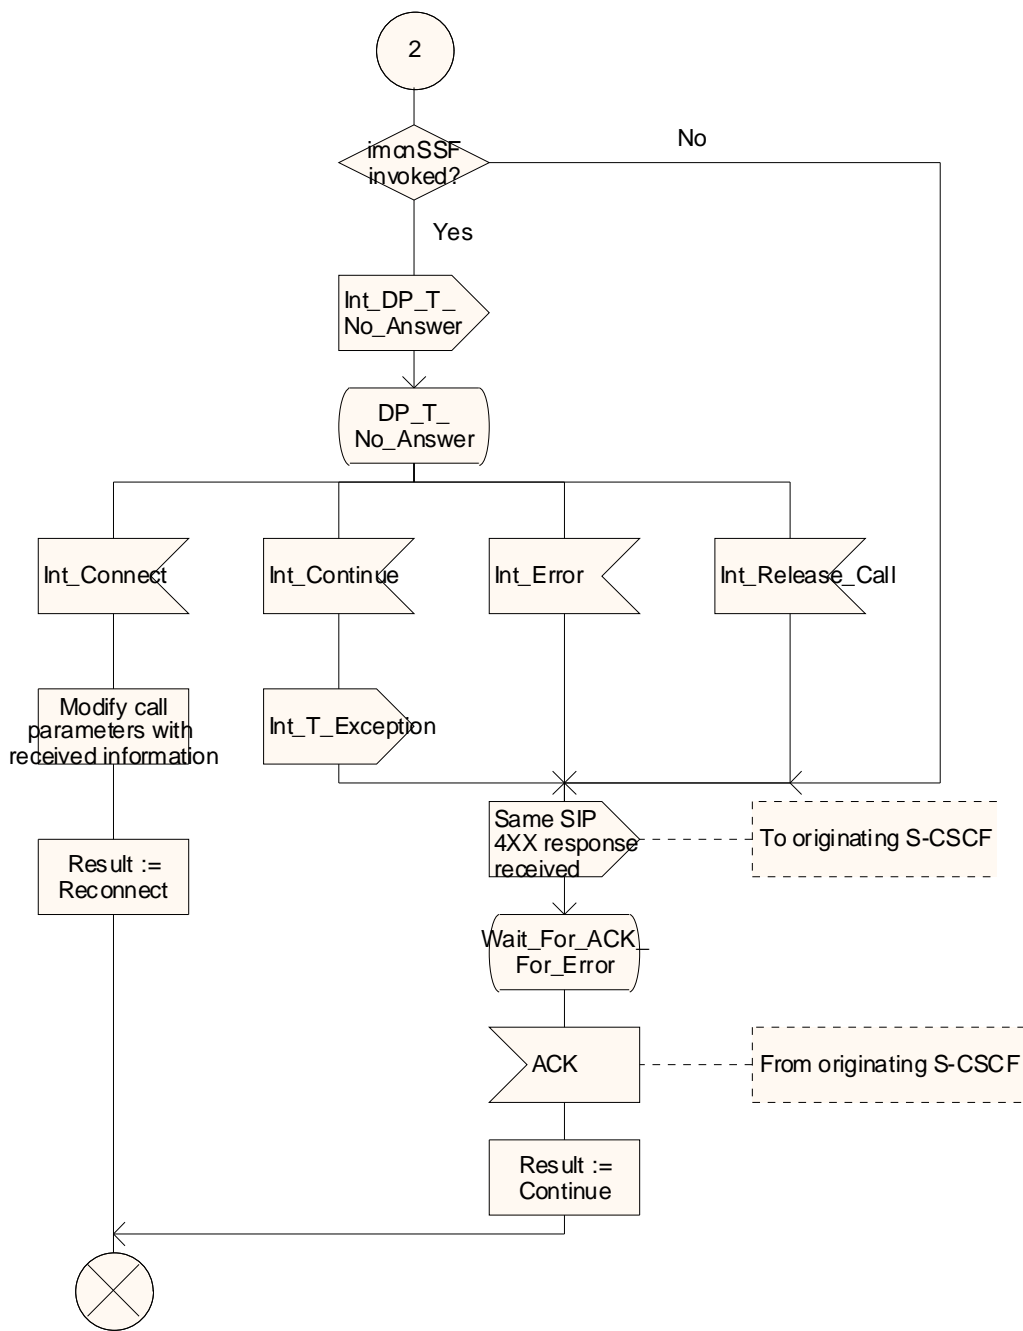 2
imcnSSF
invoked?
No
Yes
Int_DP_T_
No_Answer
DP_T_
No_Answer
Int_Connect
Int_Continue
Int_Error
Int_Release_Call
Modify call
parameters with
received information
Int_T_Exception
Same SIP
4XX response
received
To originating S-CSCF
Result :=
Reconnect
Wait_For_ACK_
For_Error
ACK
From originating S-CSCF
Result :=
Continue